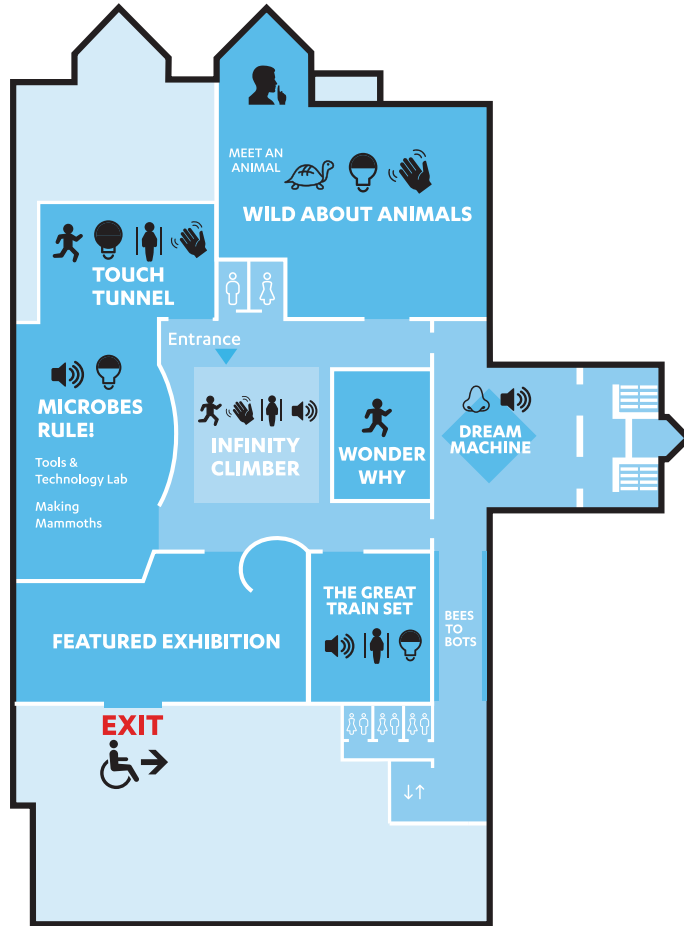 MEET AN
ANIMAL
WILD ABOUT ANIMALS
TOUCH
TUNNEL
Entrance
MICROBES
RULE!
Tools &
Technology Lab
Making
Mammoths
INFINITY
CLIMBER
WONDER
WHY
DREAM
MACHINE
FEATURED EXHIBITION
THE GREAT
TRAIN SET
BEES
TO
BOTS
EXIT